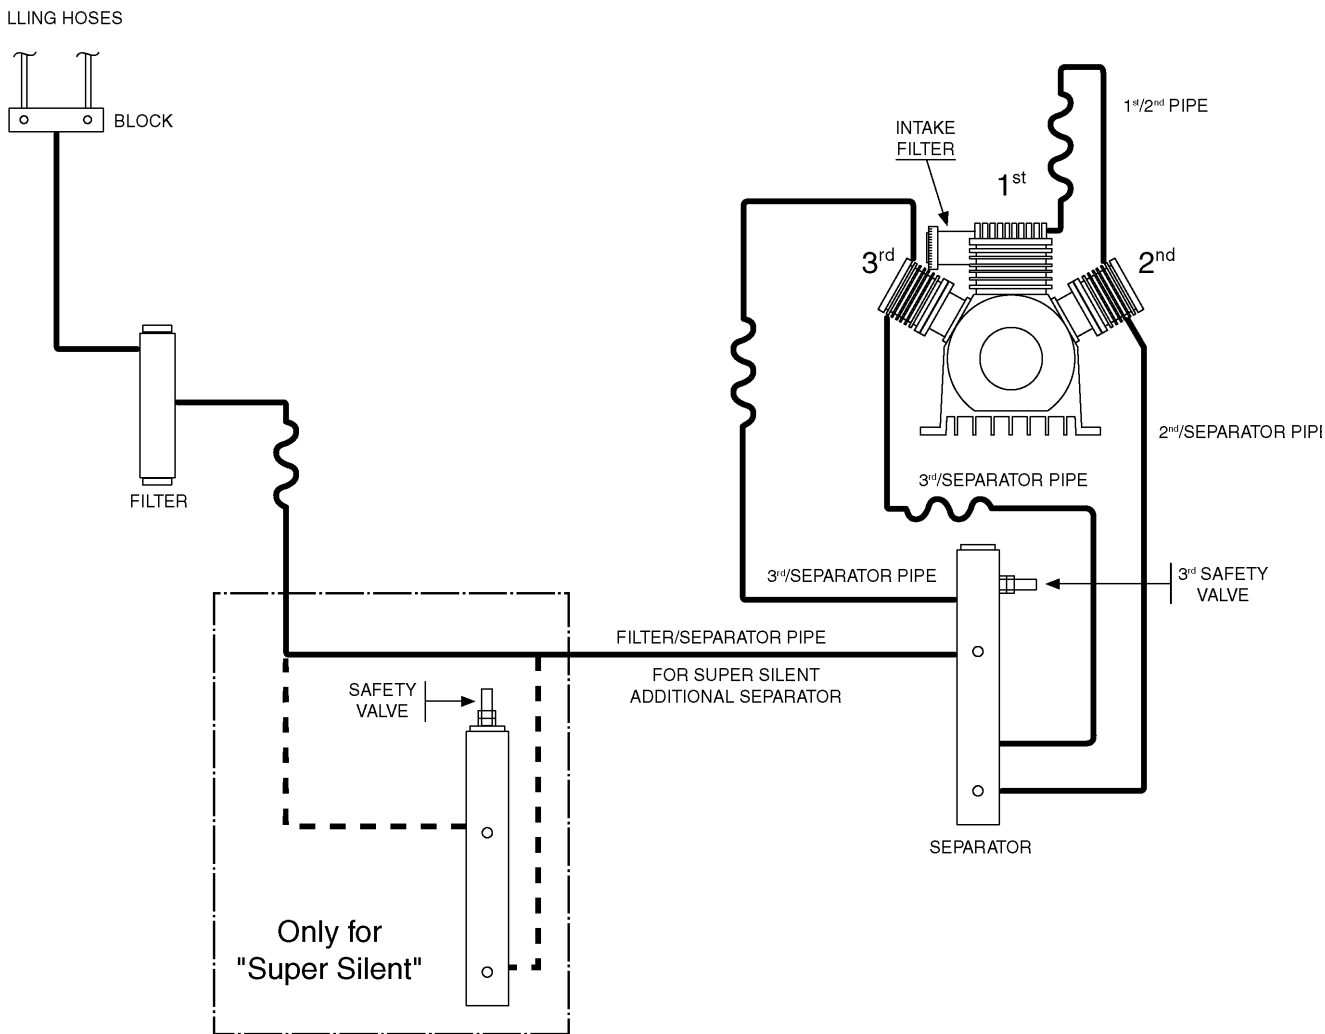 LLING HOSES
BLOCK
1st/2nd PIPE
INTAKE
FILTER
1st
3rd
2nd
2nd/SEPARATOR PIPE
3rd/SEPARATOR PIPE
FILTER
3rd/SEPARATOR PIPE
3rd SAFETY
VALVE
FILTER/SEPARATOR PIPE
FOR SUPER SILENT
ADDITIONAL SEPARATOR
SAFETY
VALVE
SEPARATOR
Only for
"Super Silent"